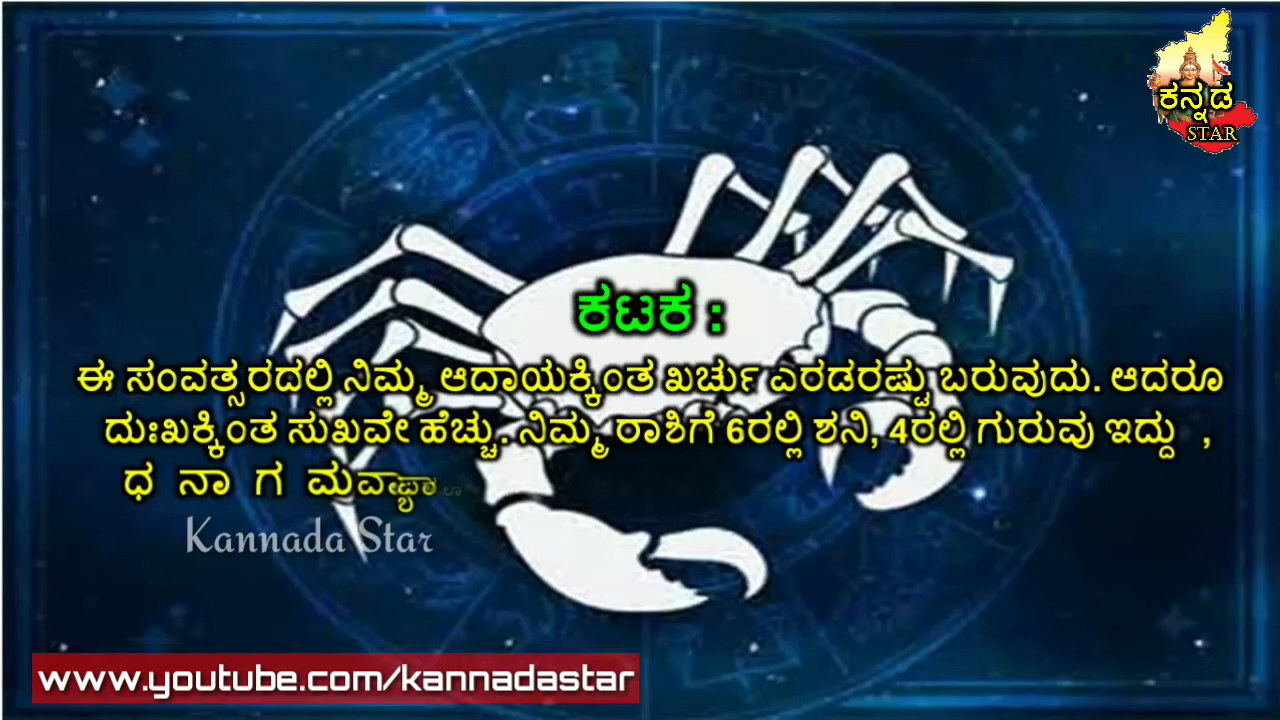 ಕನ್ನಡ
STAR
ಕಟಕ :
ಈ ಸಂವತ್ಸರದಲ್ಲಿ ನಿಮ್ಮ ಆದಾಯಕ್ಕಿಂತ ಖರ್ಚು ಎರಡರಷ್ಟು ಬರುವುದು. ಆದರೂ
ದುಃಖಕ್ಕಿಂತ ಸುಖವೇ ಹೆಚ್ಚು. ನಿಮ್ಮ ರಾಶಿಗೆ 6ರಲ್ಲಿ ಶನಿ, 4ರಲ್ಲಿ ಗುರುವು ಇದ್ದು ,
ಧ ನಾ ಗ ಮ
Kannada Star
www.youtube.com/kannadastar